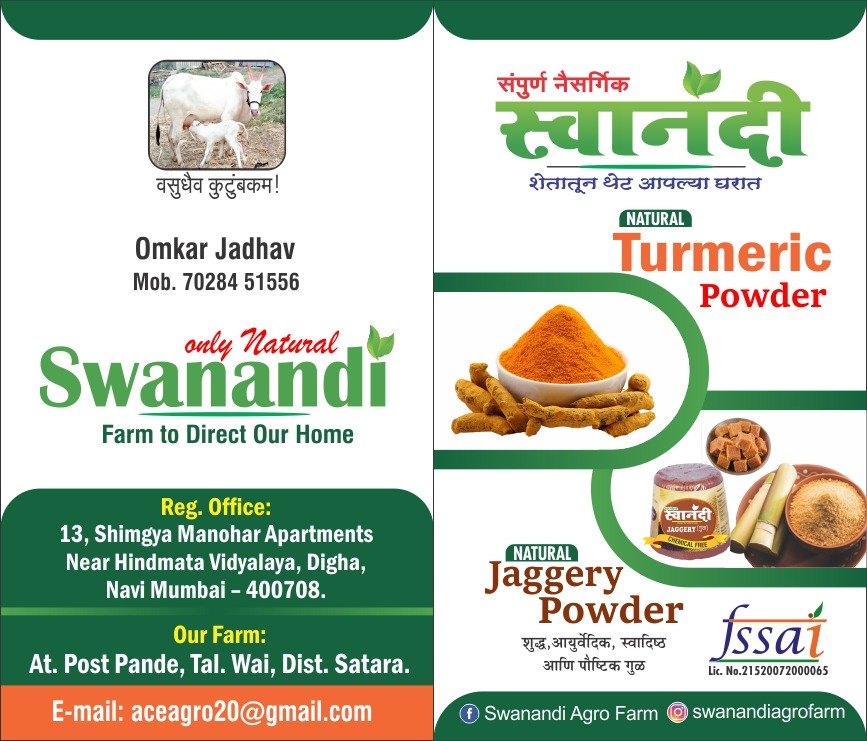 वसुधैव कुटुंबकम!
Omkar Jadhav
Mob. 70284 51556
only Natural
Swanandi
Farm to Direct Our Home
Reg. Office:
13, Shimgya Manohar Apartments
Near Hindmata Vidyalaya, Digha,
Navi Mumbai – 400708.
Our Farm:
At. Post Pande, Tal. Wai, Dist. Satara.
E-mail: aceagro20@gmail.com
संपुर्ण नैसर्गिक
स्वानंदी
शेतातून थेट आपल्या घरात
NATURAL
Turmeric
Powder
स्वानंदी
JAGGERY (गुळ)
CHEMICAL FREE
NATURAL
Jaggery
Powder
शुद्ध,आयुर्वेदिक, स्वादिष्ठ
आणि पौष्टिक गुळ
fssai
Lic. No.21520072000065
Swanandi Agro Farm
swanandiagrofarm